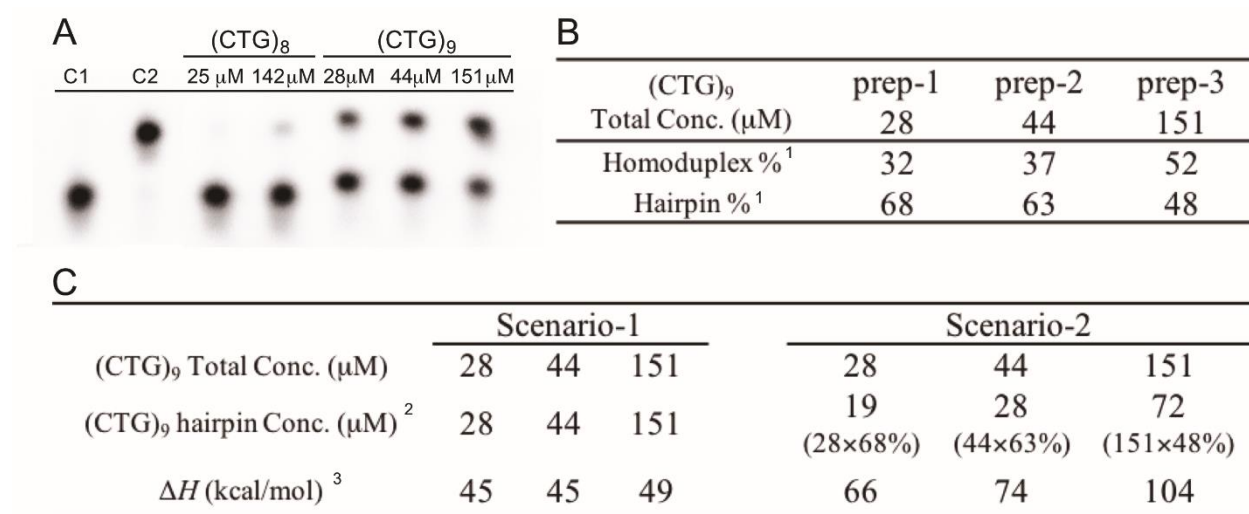 A
(CTG)₈ (CTG)₉
C1 C2 25 μM 142μM 28μM 44μM 151μM
B
(CTG)₉ prep-1 prep-2 prep-3
Total Conc. (μM) 28 44 151
Homoduplex %¹ 32 37 52
Hairpin %¹ 68 63 48
C
Scenario-1 Scenario-2
(CTG)₉ Total Conc. (μM) 28 44 151 28 44 151
(CTG)₉ hairpin Conc. (μM)² 28 44 151 19 28 72
(28×68%) (44×63%) (151×48%)
ΔH (kcal/mol)³ 45 45 49 66 74 104